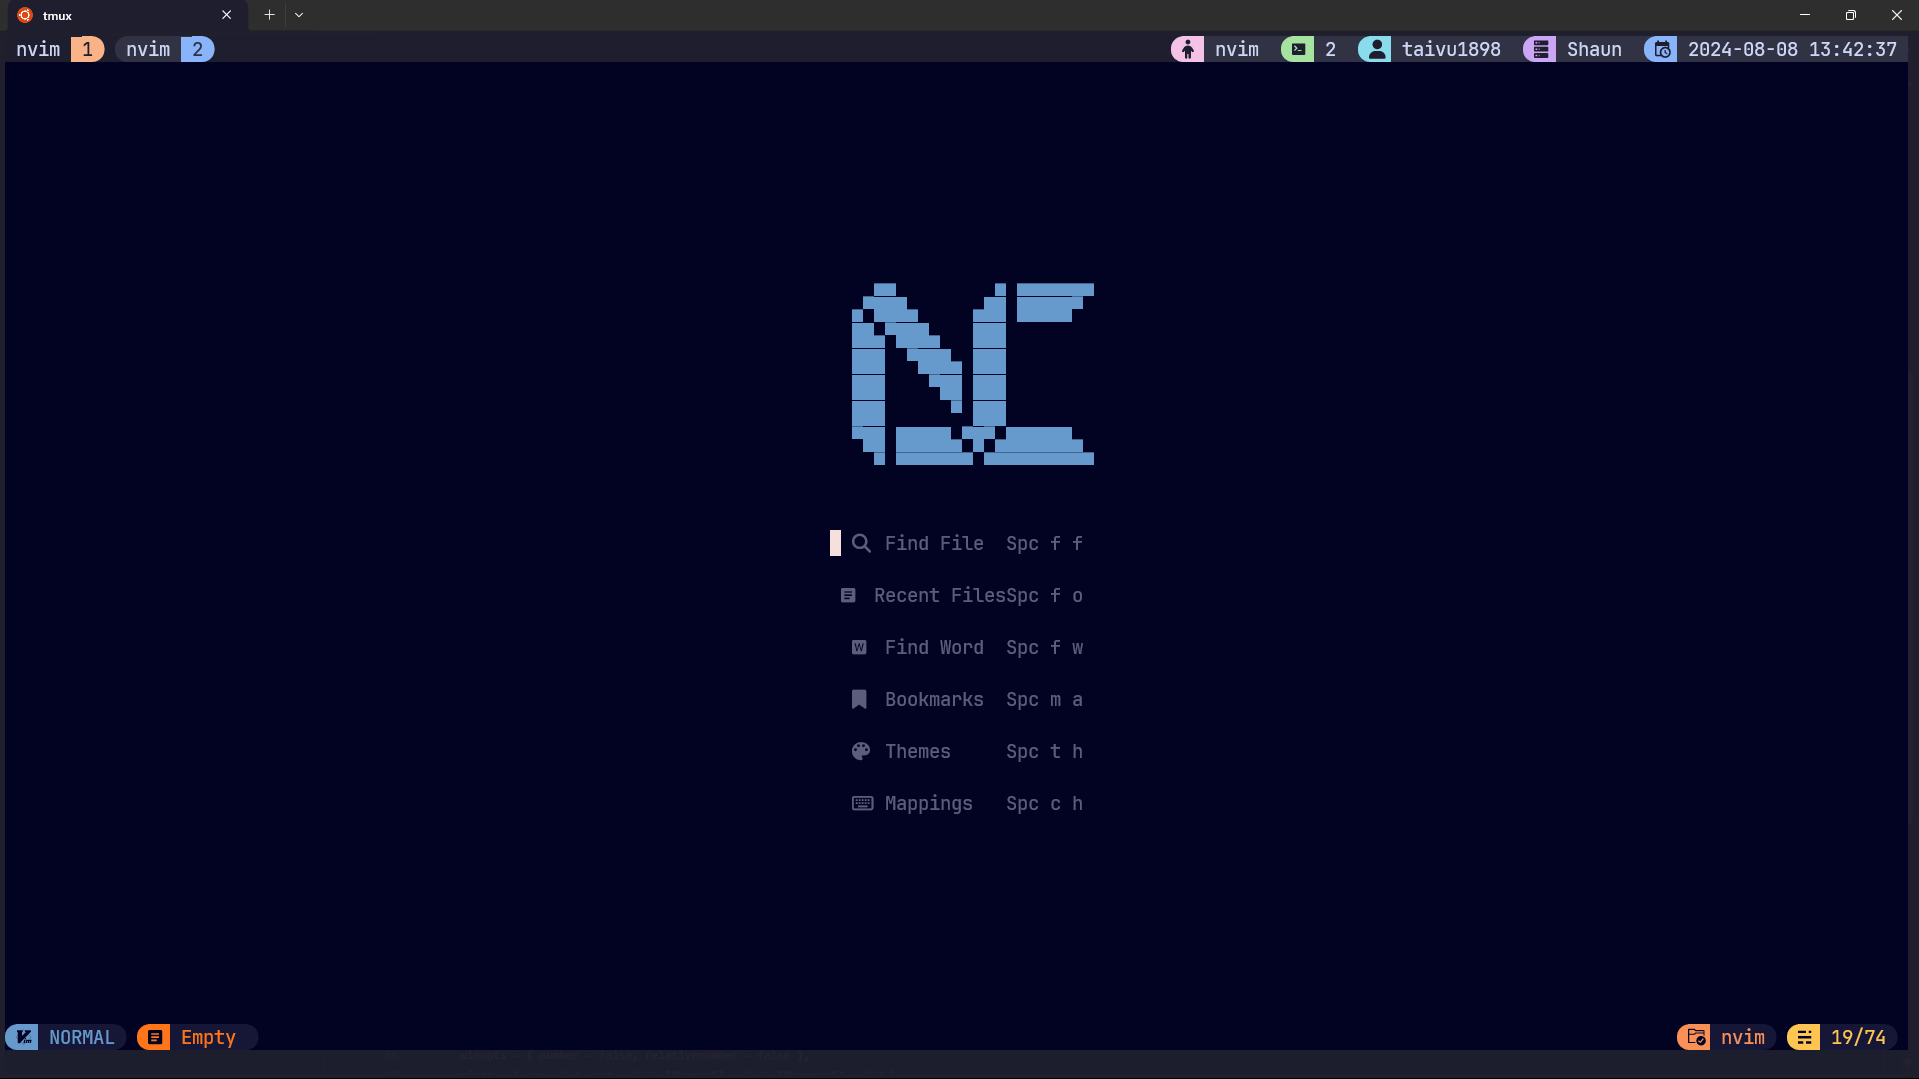 tmux
nvim 1 nvim 2 nvim 2 taivu1898 Shaun 2024-08-08 13:42:37
Find File Spc f f
Recent FilesSpc f o
Find Word Spc f w
Bookmarks Spc m a
Themes Spc t h
Mappings Spc c h
NORMAL Empty nvim 19/74